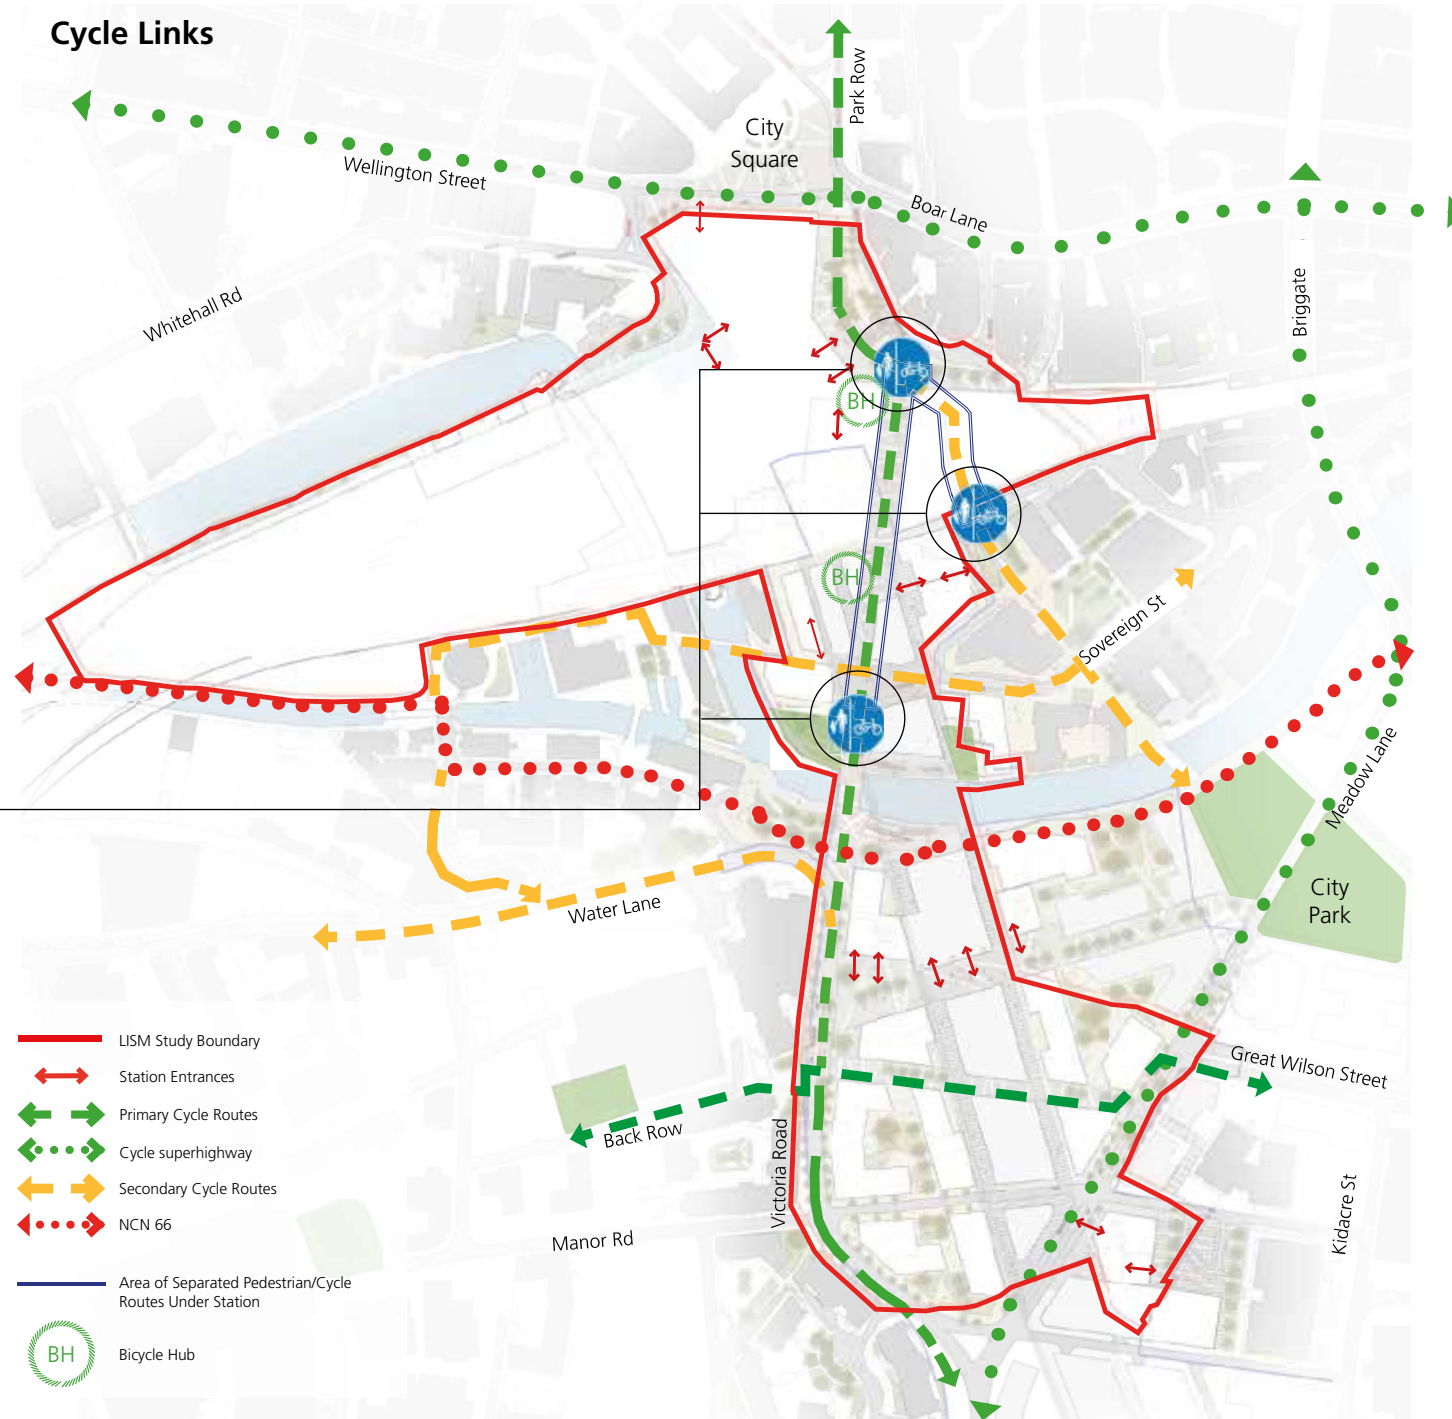 Cycle Links
Park Row
City
Square
Wellington Street
Boar Lane
Whitehall Rd
Briggate
BH
BH
Sovereign St
Meadow Lane
City
Park
Water Lane
Great Wilson Street
Back Row
Victoria Road
Manor Rd
Kidacre St
LISM Study Boundary
Station Entrances
Primary Cycle Routes
Cycle superhighway
Secondary Cycle Routes
NCN 66
Area of Separated Pedestrian/Cycle
Routes Under Station
BH
Bicycle Hub